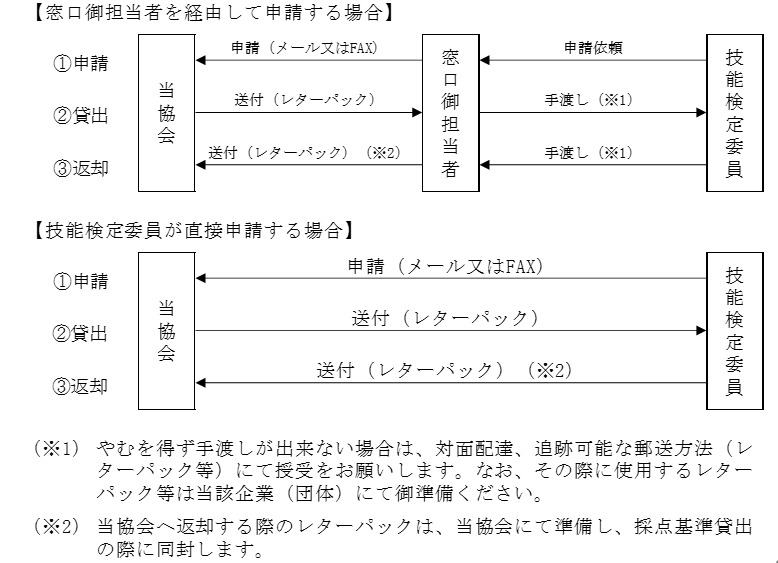 【窓口御担当者を経由して申請する場合】
①申請
②貸出
③返却
当協会
申請（メール又はFAX）
送付（レターパック）
送付（レターパック）（※2）
窓口御担当者
申請依頼
手渡し（※1）
手渡し（※1）
技能検定委員
【技能検定委員が直接申請する場合】
①申請
②貸出
③返却
当協会
申請（メール又はFAX）
送付（レターパック）
送付（レターパック）（※2）
技能検定委員
（※1） やむを得ず手渡しが出来ない場合は、対面配達、追跡可能な郵送方法（レ
ターパック等）にて授受をお願いします。なお、その際に使用するレター
パック等は当該企業（団体）にて御準備ください。
（※2） 当協会へ返却する際のレターパックは、当協会にて準備し、採点基準貸出
の際に同封します。